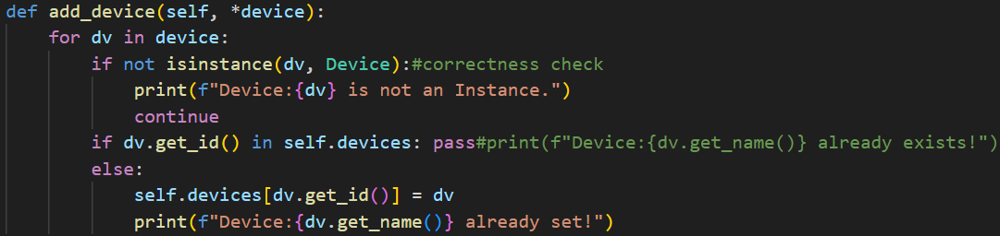 def add_device(self, *device):
    for dv in device:
        if not isinstance(dv, Device):#correctness check
            print(f"Device:{dv} is not an Instance.")
            continue
        if dv.get_id() in self.devices: pass#print(f"Device:{dv.get_name()} already exists!")
        else:
            self.devices[dv.get_id()] = dv
            print(f"Device:{dv.get_name()} already set!")